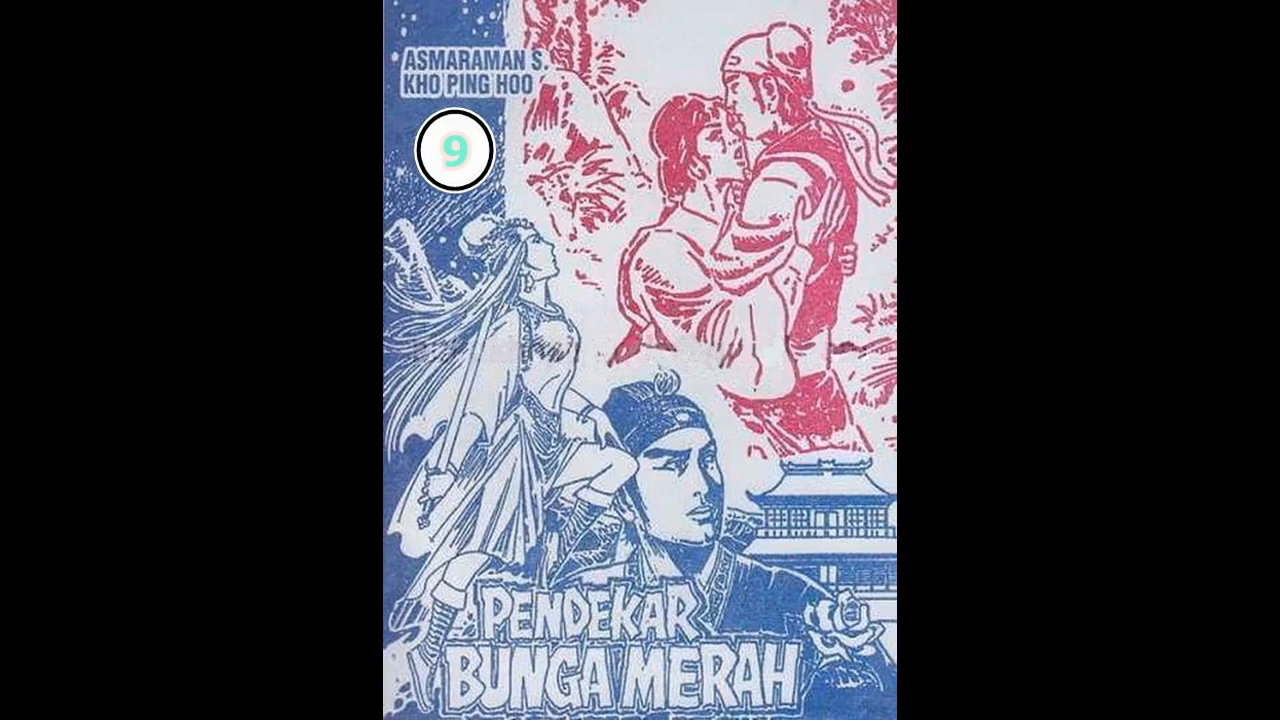 ASMARAMAN S.
KHO PING HOO
9
PENDEKAR
BUNGA MERAH